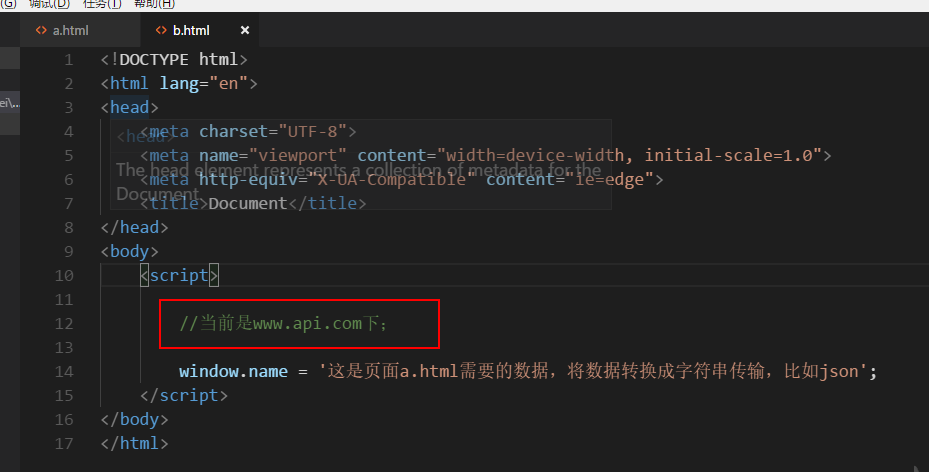 (G) 调试(D) 任务(T) 帮助(H)
<> a.html <> b.html ×
ei\...
1 <!DOCTYPE html>
2 <html lang="en">
3 <head>
4 <meta charset="UTF-8">
5 <meta name="viewport" content="width=device-width, initial-scale=1.0">
6 <meta http-equiv="X-UA-Compatible" content="ie=edge">
7 <title>Document</title>
<head>
The head element represents a collection of metadata for the
Document.
8 </head>
9 <body>
10 <script>
11
12 //当前是www.api.com下;
13
14 window.name = '这是页面a.html需要的数据，将数据转换成字符串传输，比如json';
15 </script>
16 </body>
17 </html>